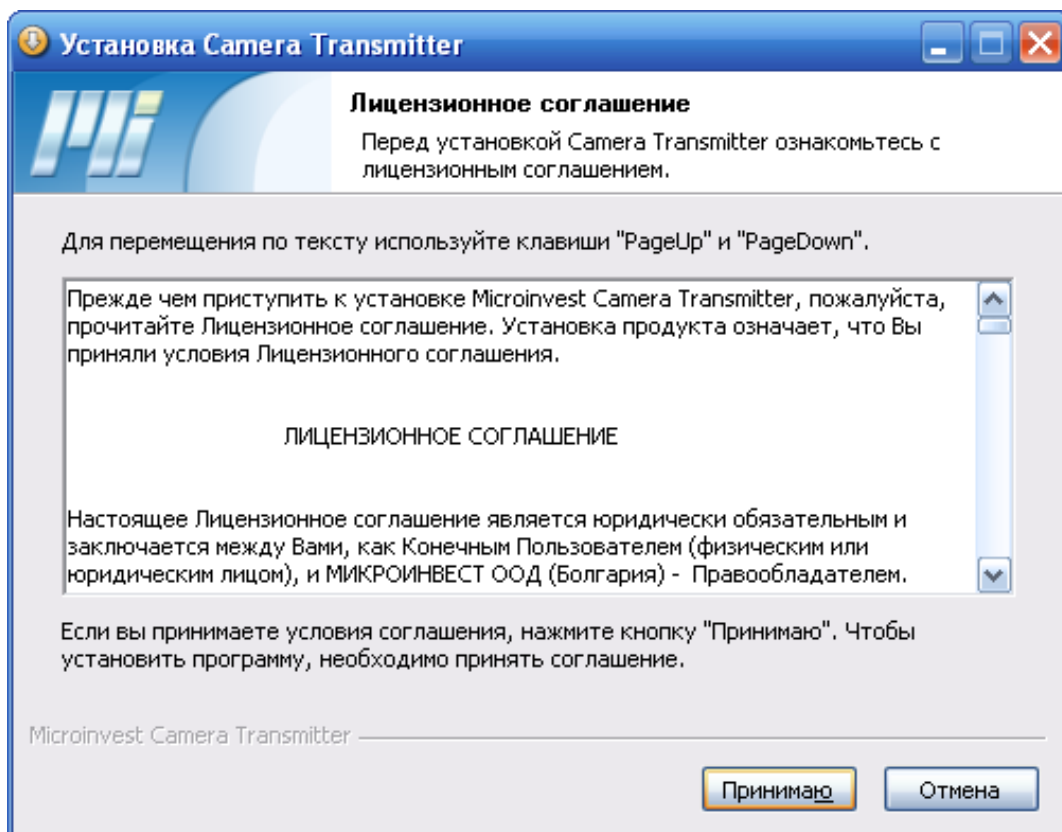 Установка Camera Transmitter
Mi
Лицензионное соглашение
Перед установкой Camera Transmitter ознакомьтесь с
лицензионным соглашением.
Для перемещения по тексту используйте клавиши "PageUp" и "PageDown".
Прежде чем приступить к установке Microinvest Camera Transmitter, пожалуйста,
прочитайте Лицензионное соглашение. Установка продукта означает, что Вы
приняли условия Лицензионного соглашения.
ЛИЦЕНЗИОННОЕ СОГЛАШЕНИЕ
Настоящее Лицензионное соглашение является юридически обязательным и
заключается между Вами, как Конечным Пользователем (физическим или
юридическим лицом), и МИКРОИНВЕСТ ООД (Болгария) - Правообладателем.
Если вы принимаете условия соглашения, нажмите кнопку "Принимаю". Чтобы
установить программу, необходимо принять соглашение.
Microinvest Camera Transmitter
Принимаю
Отмена